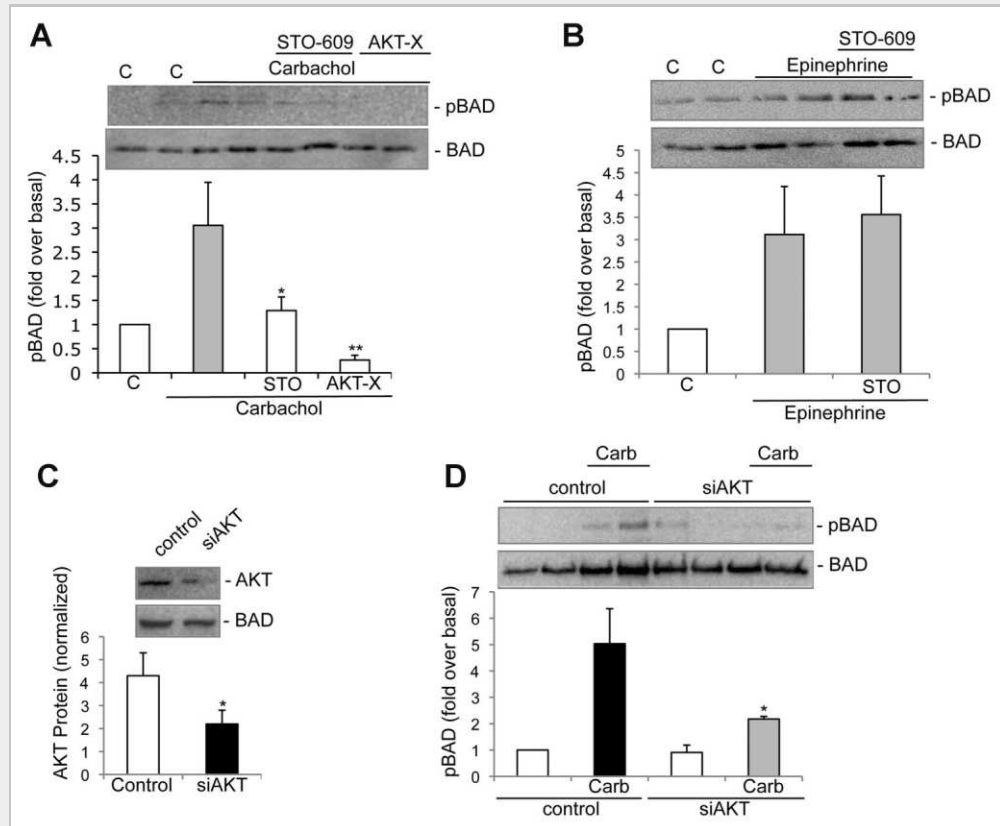 A
STO-609 AKT-X
C C Carbachol
- pBAD
- BAD
pBAD (fold over basal)
4.5
4
3.5
3
2.5
2
1.5
1
0.5
0
*
**
C STO AKT-X
Carbachol
B
STO-609
C C Epinephrine
- pBAD
- BAD
pBAD (fold over basal)
5
4.5
4
3.5
3
2.5
2
1.5
1
0.5
0
C STO
Epinephrine
C
control siAKT
- AKT
- BAD
AKT Protein (normalized)
6
5
4
3
2
1
0
*
Control siAKT
D
Carb Carb
control siAKT
- pBAD
- BAD
pBAD (fold over basal)
7
6
5
4
3
2
1
0
*
Carb Carb
control siAKT